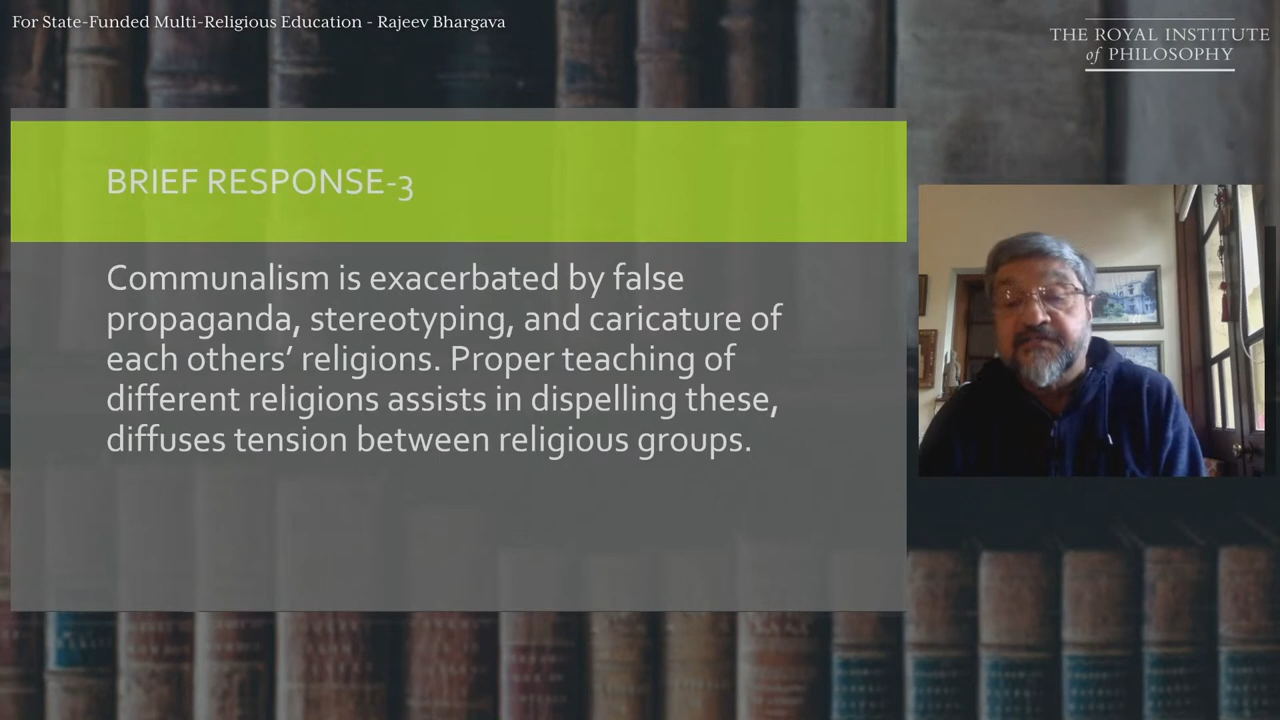 For State-Funded Multi-Religious Education - Rajeev Bhargava
THE ROYAL INSTITUTE
of PHILOSOPHY
BRIEF RESPONSE-3
Communalism is exacerbated by false
propaganda, stereotyping, and caricature of
each others’ religions. Proper teaching of
different religions assists in dispelling these,
diffuses tension between religious groups.